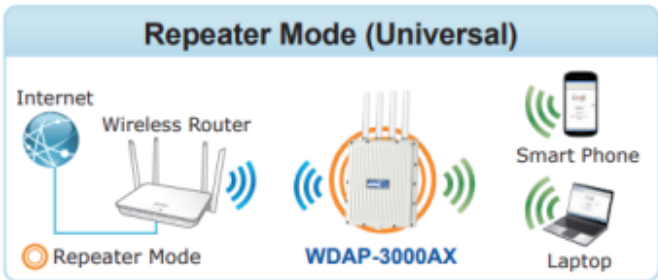 Repeater Mode (Universal)
Internet
Wireless Router
Smart Phone
Repeater Mode
WDAP-3000AX
Laptop